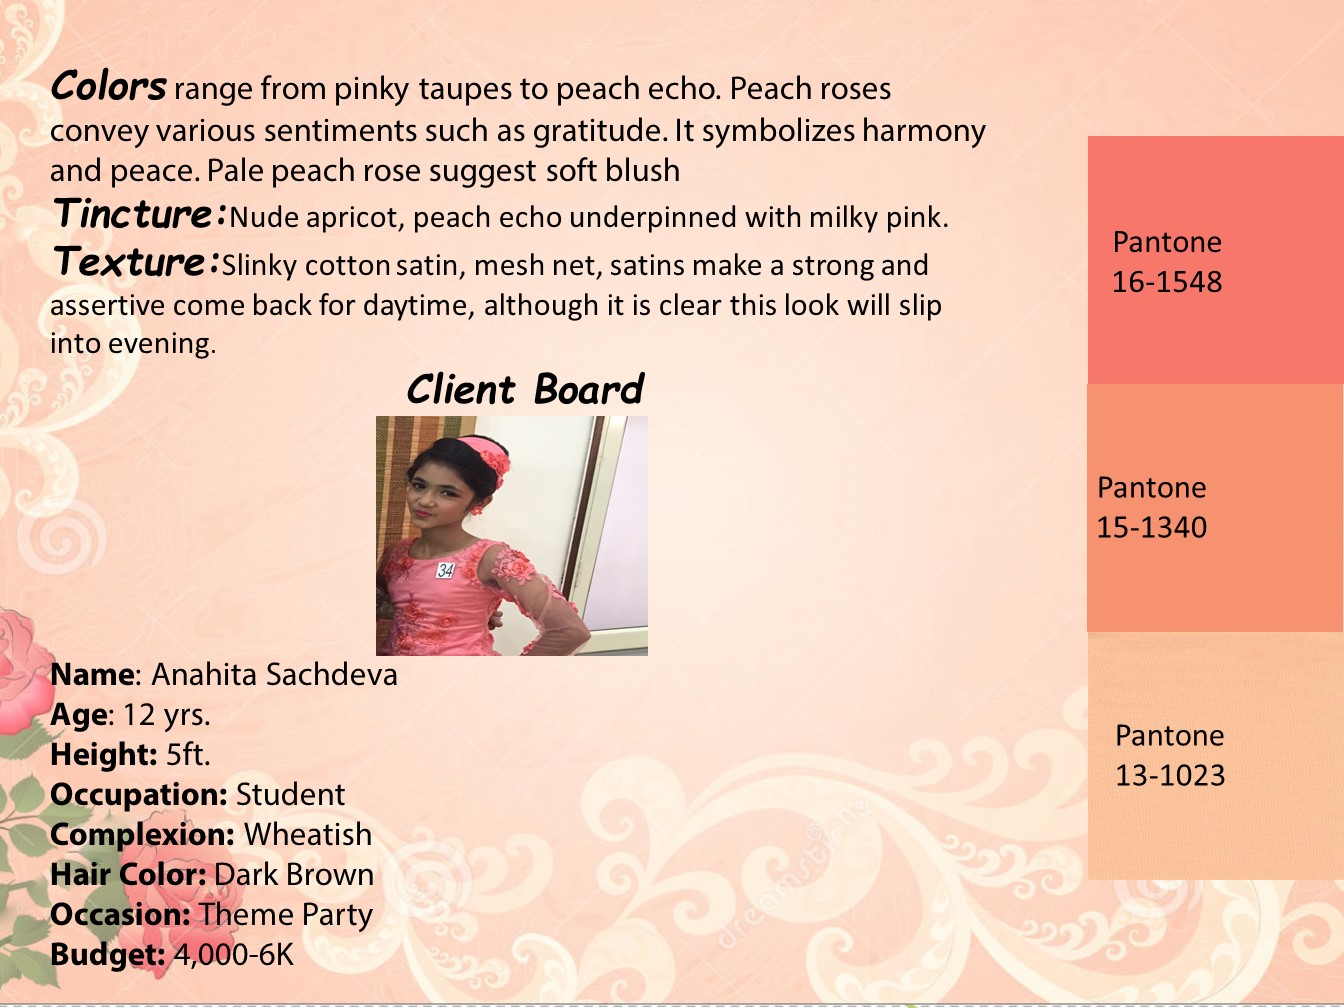 Colors range from pinky taupes to peach echo. Peach roses
convey various sentiments such as gratitude. It symbolizes harmony
and peace. Pale peach rose suggest soft blush
Tincture:Nude apricot, peach echo underpinned with milky pink.
Texture:Slinky cotton satin, mesh net, satins make a strong and
assertive come back for daytime, although it is clear this look will slip
into evening.
Client Board
34
Name: Anahita Sachdeva
Age: 12 yrs.
Height: 5ft.
Occupation: Student
Complexion: Wheatish
Hair Color: Dark Brown
Occasion: Theme Party
Budget: 4,000-6K
Pantone
16-1548
Pantone
15-1340
Pantone
13-1023
dreamstime